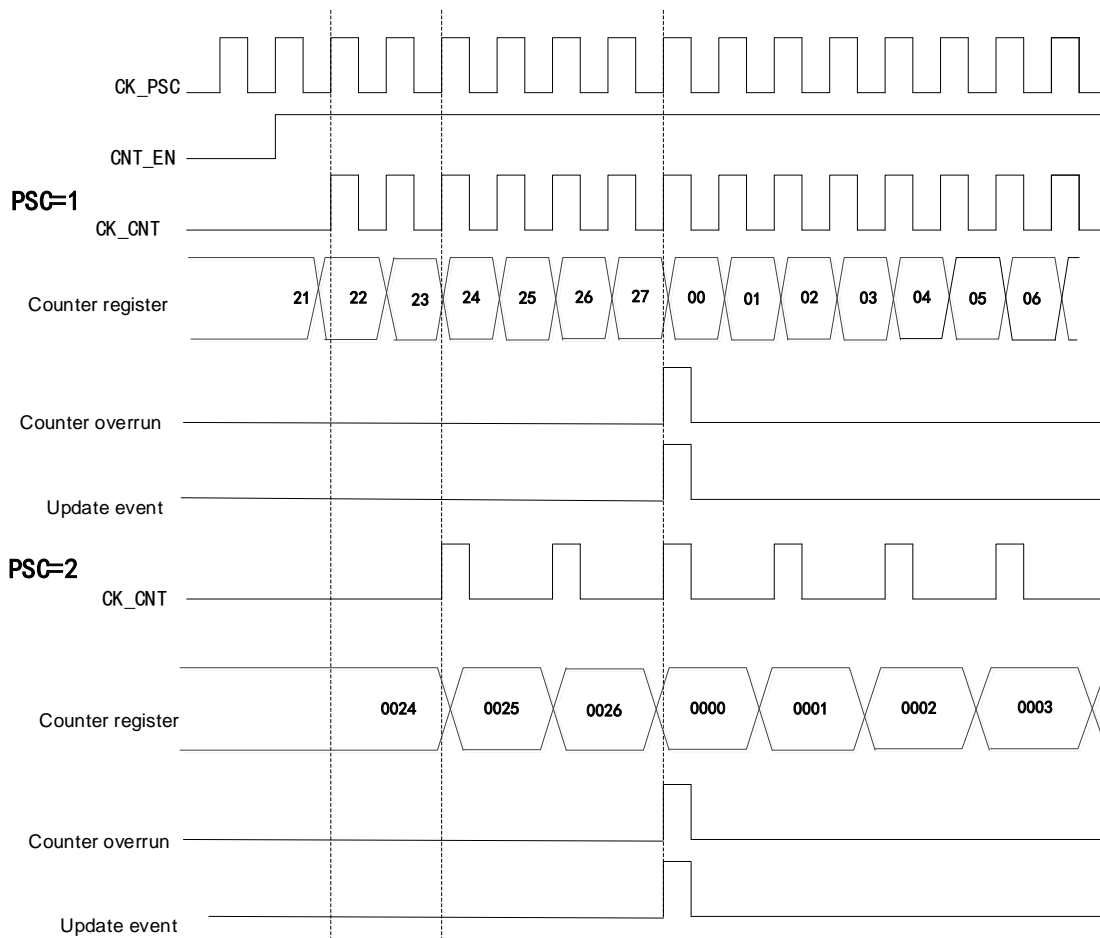 CK_PSC
CNT_EN
PSC=1
CK_CNT
Counter register 21 22 23 24 25 26 27 00 01 02 03 04 05 06
Counter overrun
Update event
PSC=2
CK_CNT
Counter register 0024 0025 0026 0000 0001 0002 0003
Counter overrun
Update event